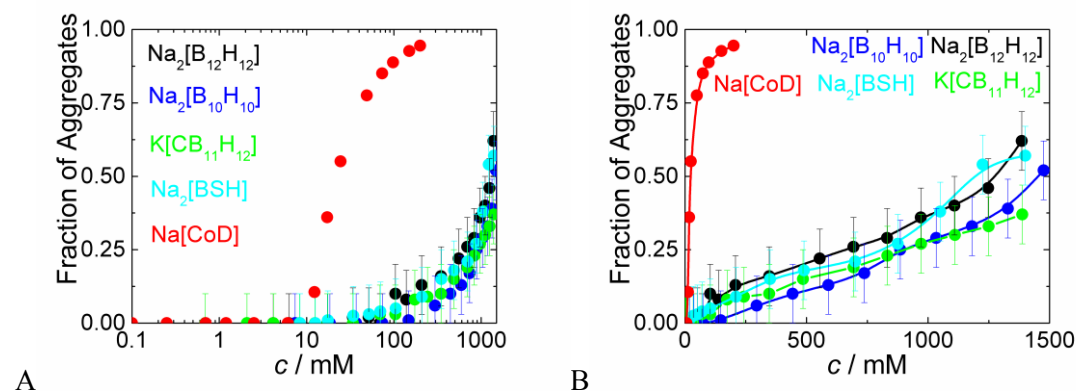 Fraction of Aggregates
1.00
0.75
0.50
0.25
0.00
Na₂[B₁₂H₁₂]
Na₂[B₁₀H₁₀]
K[CB₁₁H₁₂]
Na₂[BSH]
Na[CoD]
0.1 1 10 100 1000
c / mM
A
Fraction of Aggregates
1.00
0.75
0.50
0.25
0.00
Na₂[B₁₀H₁₀] Na₂[B₁₂H₁₂]
Na[CoD] Na₂[BSH] K[CB₁₁H₁₂]
0 500 1000 1500
c / mM
B